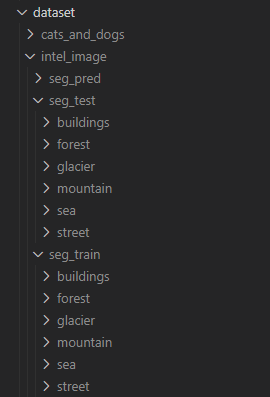 dataset
cats_and_dogs
intel_image
seg_pred
seg_test
buildings
forest
glacier
mountain
sea
street
seg_train
buildings
forest
glacier
mountain
sea
street